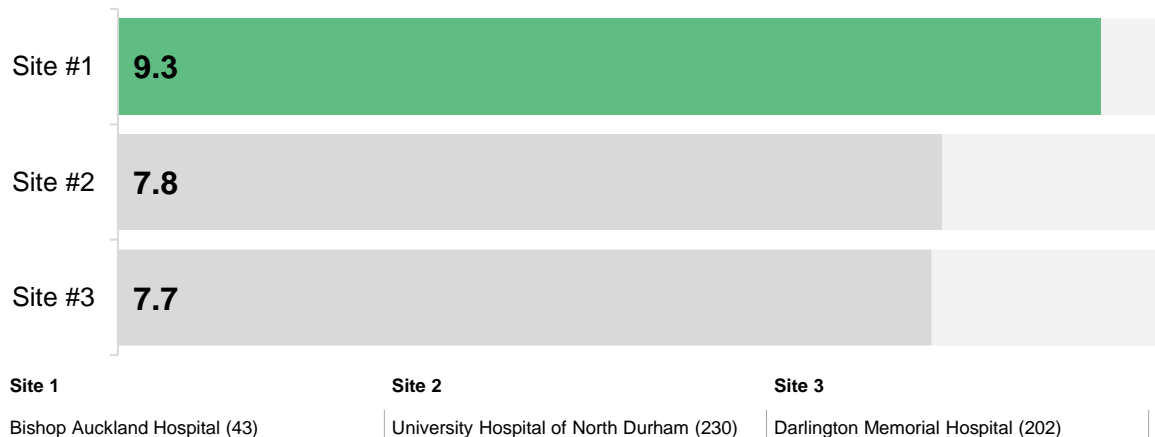 Site #1 9.3
Site #2 7.8
Site #3 7.7
Site 1 Site 2 Site 3
Bishop Auckland Hospital (43) University Hospital of North Durham (230) Darlington Memorial Hospital (202)